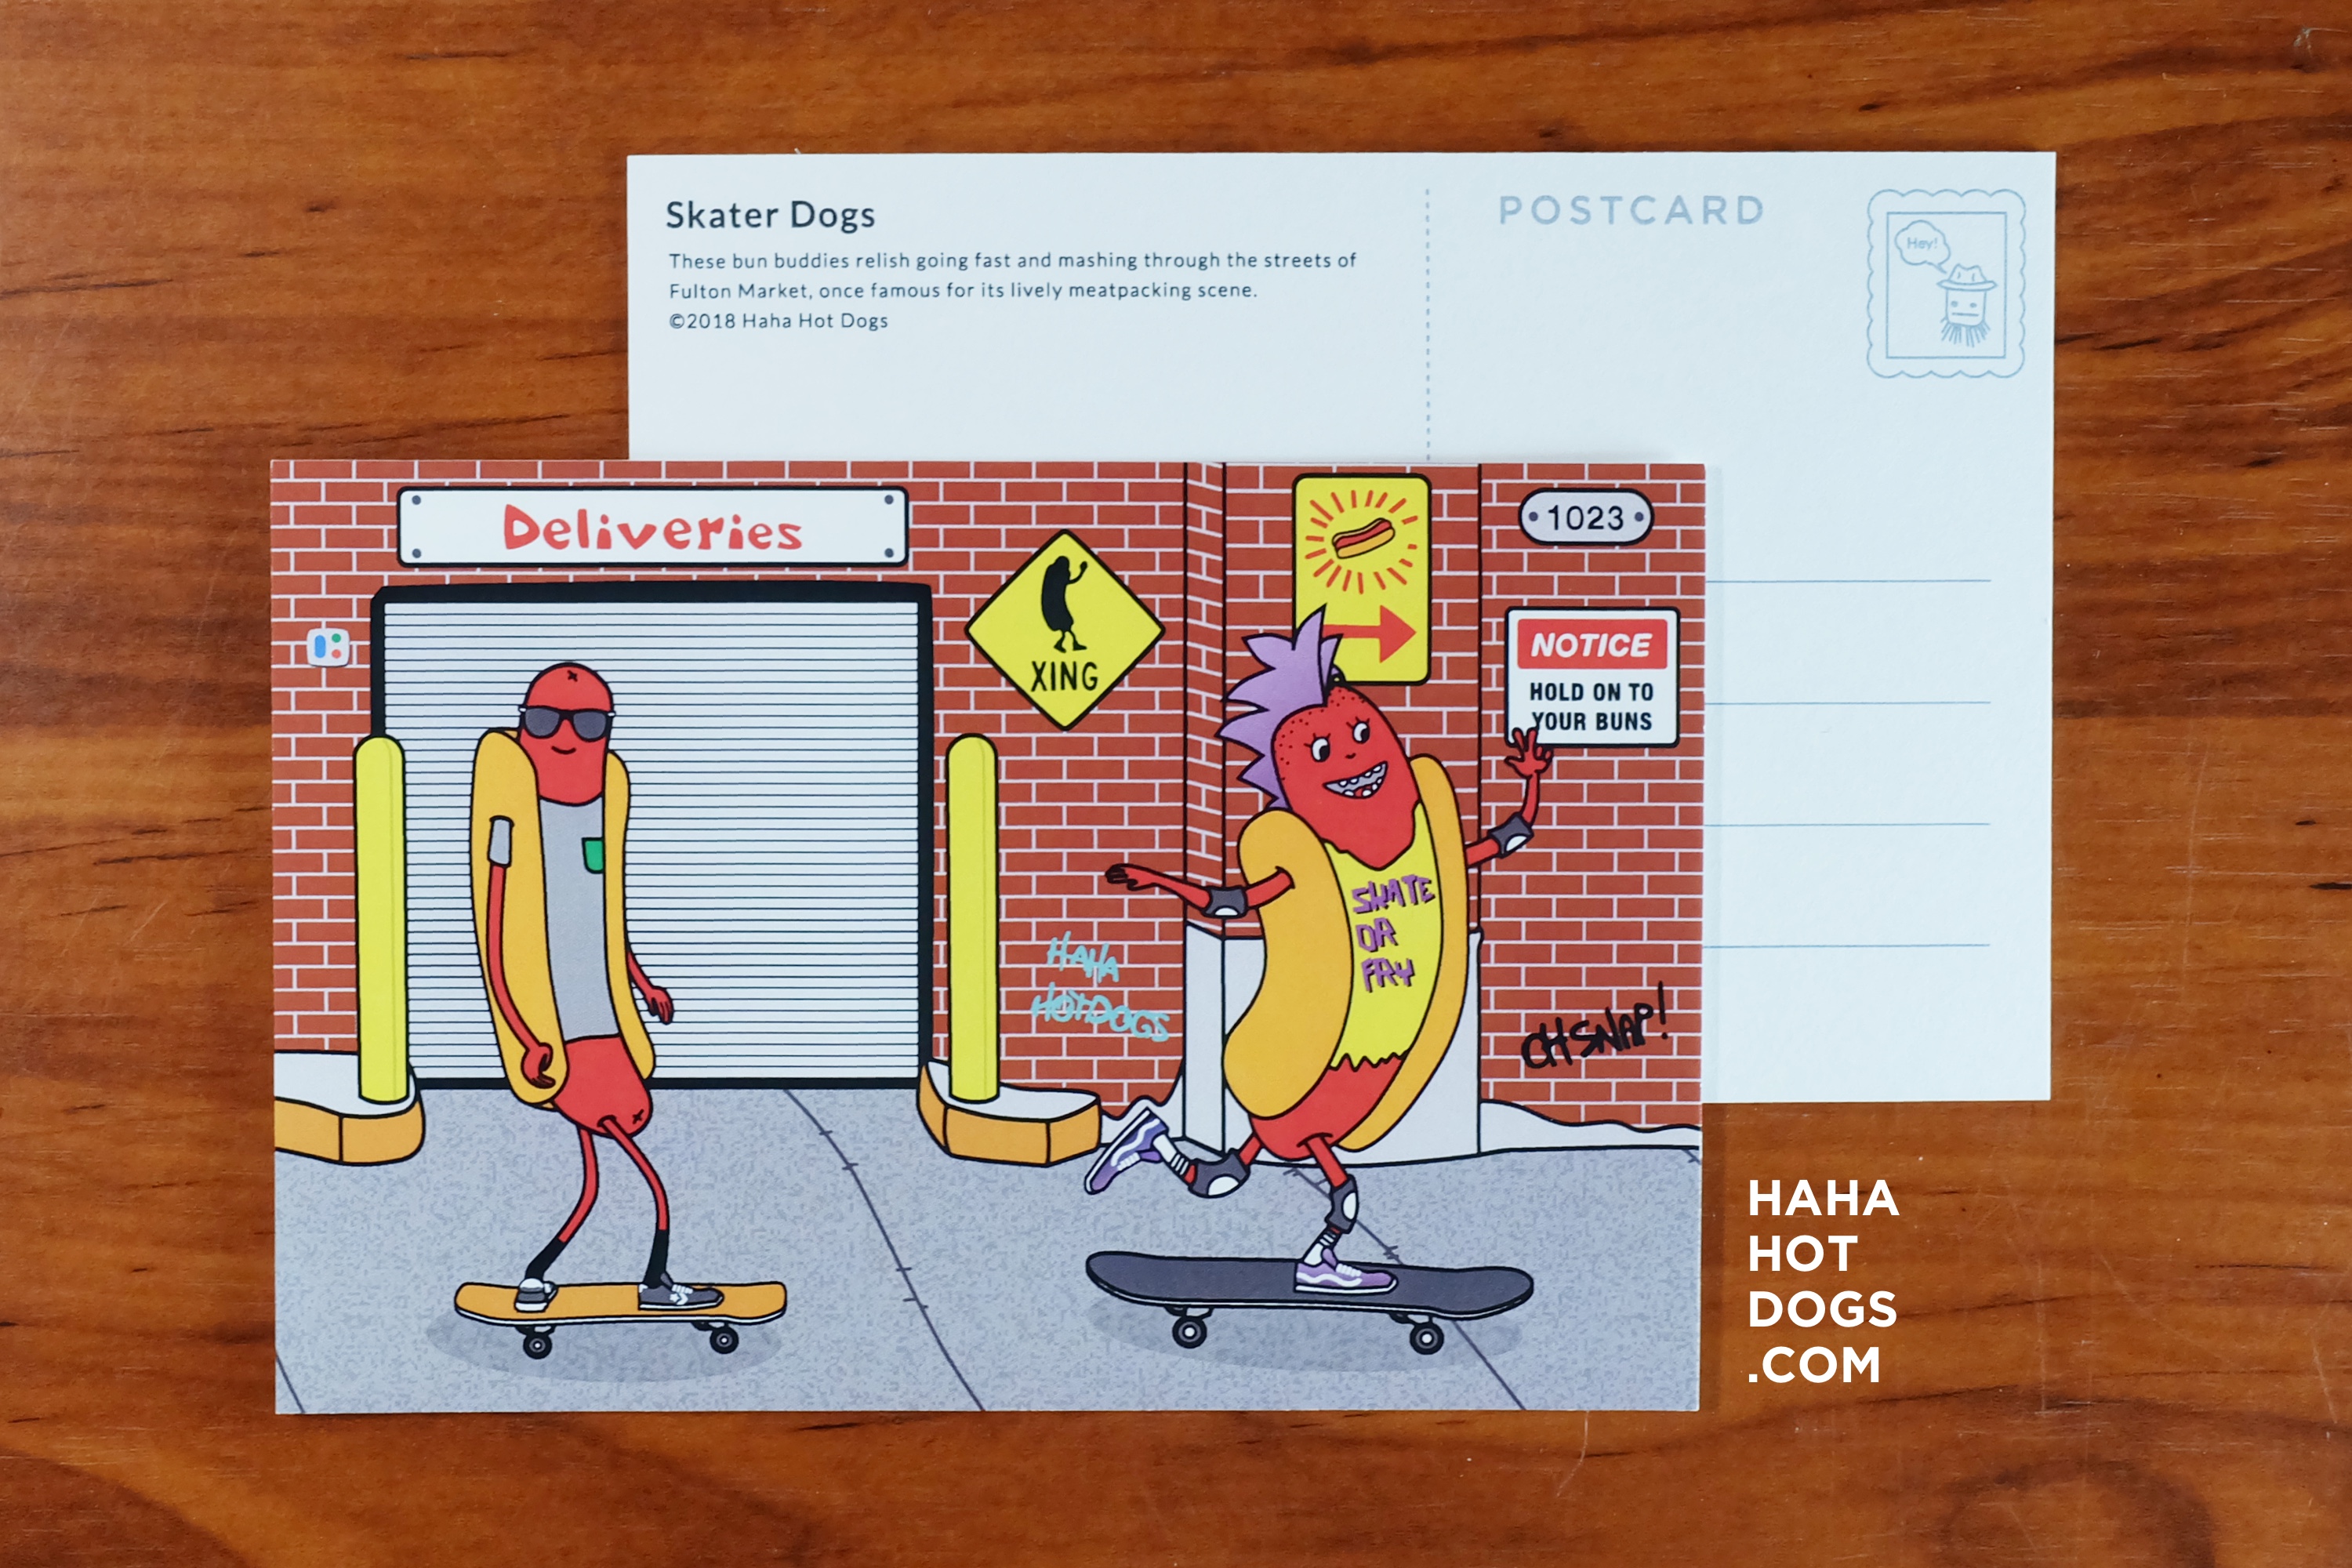 Skater Dogs
These bun buddies relish going fast and mashing through the streets of
Fulton Market, once famous for its lively meatpacking scene.
©2018 Haha Hot Dogs
POSTCARD
Hey!
Deliveries
XING
1023
NOTICE
HOLD ON TO
YOUR BUNS
SKATE
OR
FRY
HAHA
HOTDOGS
OH SNAP!
HAHA
HOT
DOGS
.COM